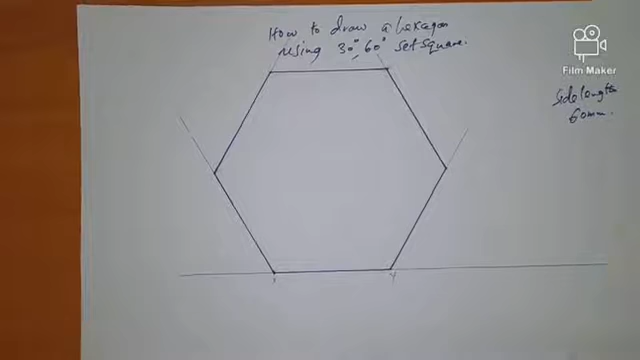 How to draw a hexagon
using 30°, 60° set square.
Film Maker
Side length
60mm.
X
Y